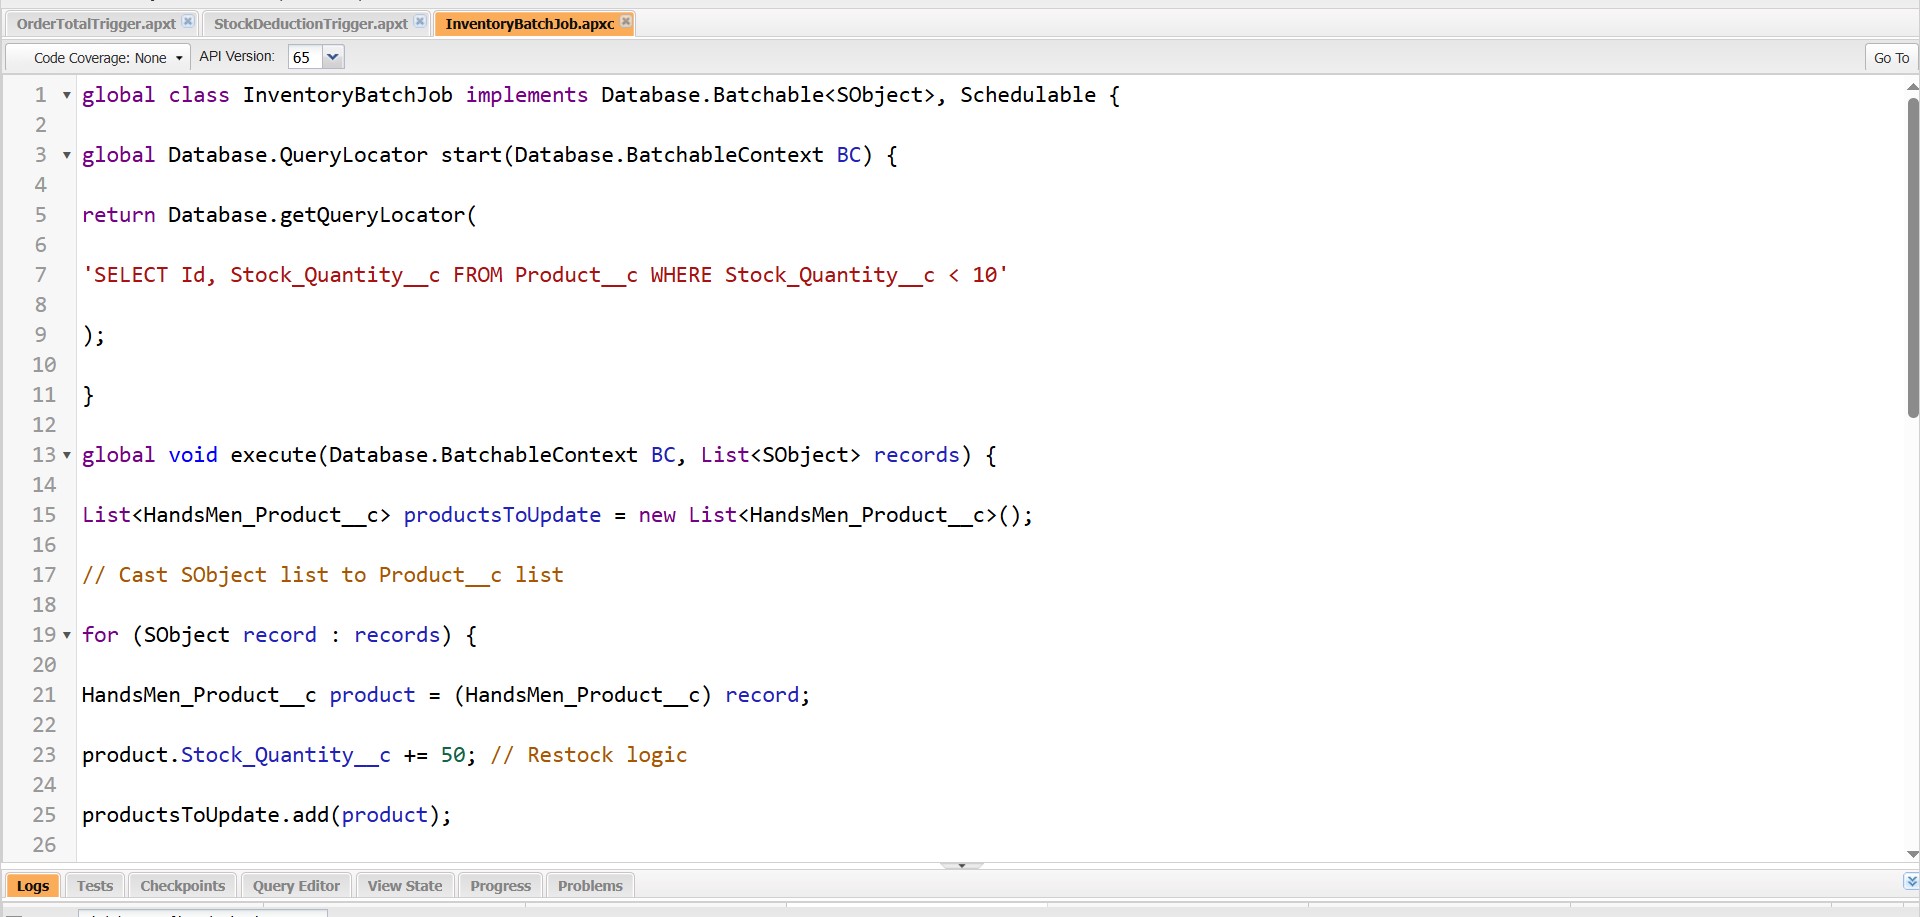 OrderTotalTrigger.apxt StockDeductionTrigger.apxt InventoryBatchJob.apxc
Code Coverage: None API Version: 65 Go To
1 global class InventoryBatchJob implements Database.Batchable<SObject>, Schedulable {
2
3 global Database.QueryLocator start(Database.BatchableContext BC) {
4
5 return Database.getQueryLocator(
6
7 'SELECT Id, Stock_Quantity__c FROM Product__c WHERE Stock_Quantity__c < 10'
8
9 );
10
11 }
12
13 global void execute(Database.BatchableContext BC, List<SObject> records) {
14
15 List<HandsMen_Product__c> productsToUpdate = new List<HandsMen_Product__c>();
16
17 // Cast SObject list to Product__c list
18
19 for (SObject record : records) {
20
21 HandsMen_Product__c product = (HandsMen_Product__c) record;
22
23 product.Stock_Quantity__c += 50; // Restock logic
24
25 productsToUpdate.add(product);
26
Logs Tests Checkpoints Query Editor View State Progress Problems